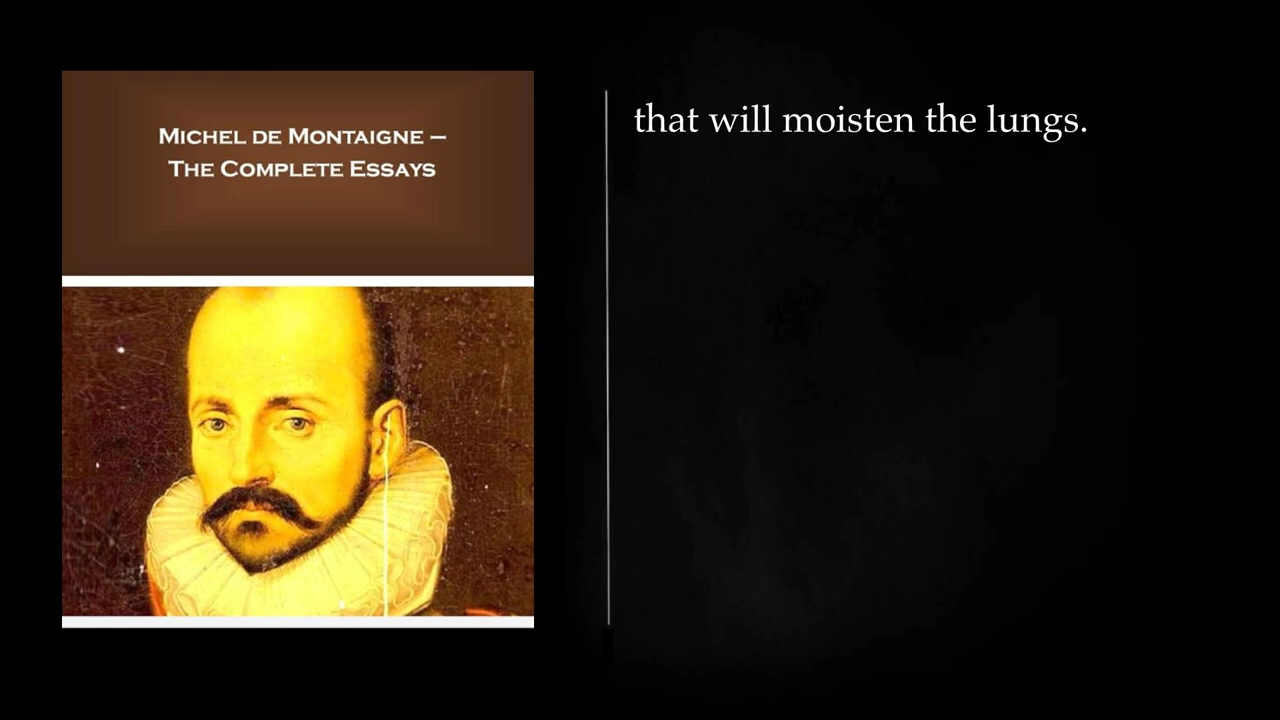 MICHEL DE MONTAIGNE –
THE COMPLETE ESSAYS
that will moisten the lungs.